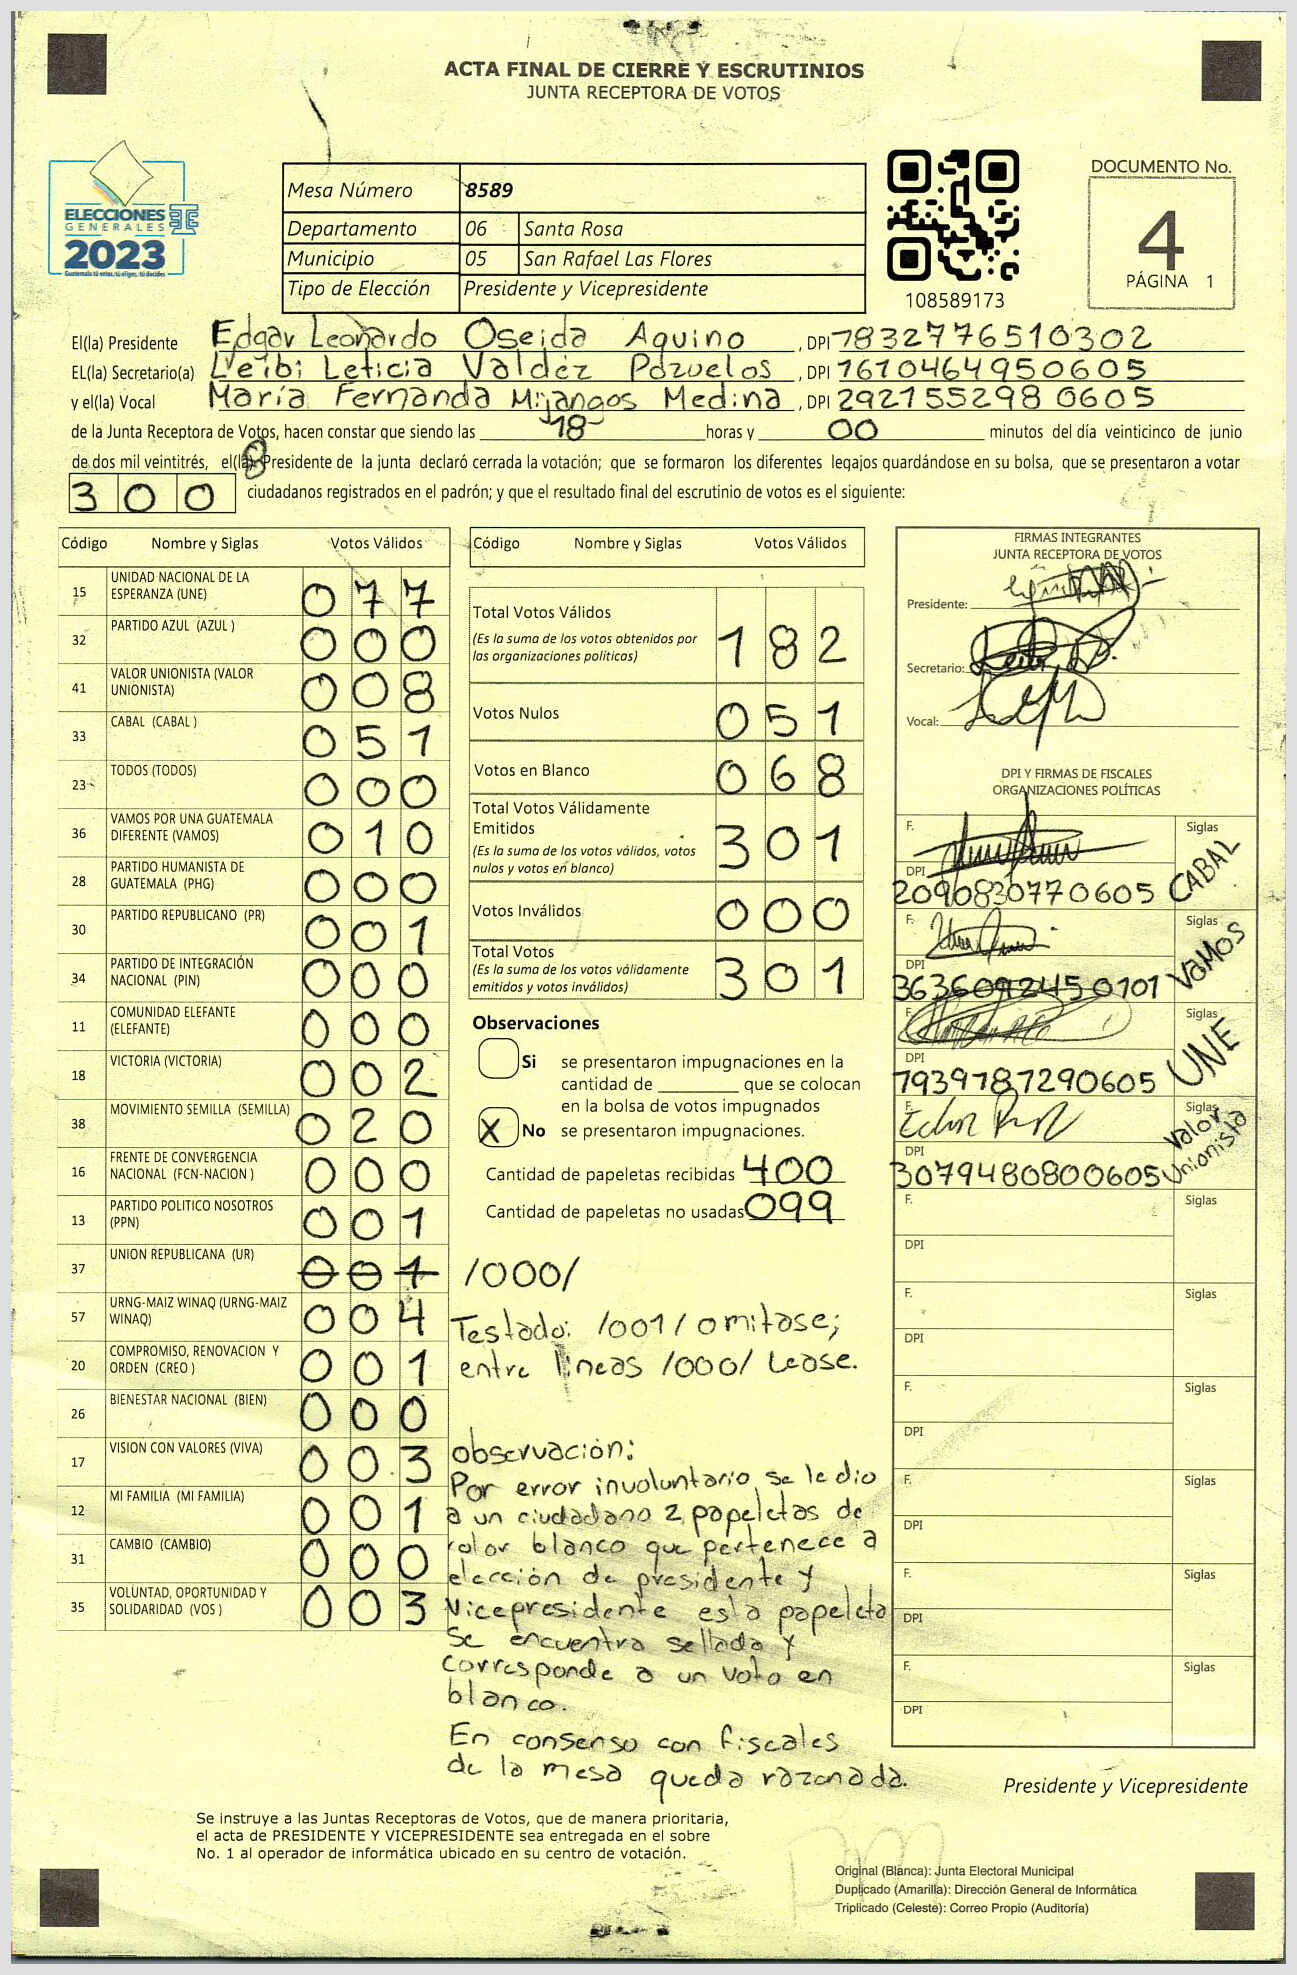 ACTA FINAL DE CIERRE Y ESCRUTINIOS
JUNTA RECEPTORA DE VOTOS
ELECCIONES
GENERALES
2023
Guatemala tú votas, tú eliges, tú decides
Mesa Número 8589
Departamento 06 Santa Rosa
Municipio 05 San Rafael Las Flores
Tipo de Elección Presidente y Vicepresidente
108589173
DOCUMENTO No.
4
PÁGINA 1
El(la) Presidente Edgar Leonardo Oseida Aquino , DPI 7832776510302
EL(la) Secretario(a) Leibi Leticia Valdéz Pozuelos , DPI 1610464950605
y el(la) Vocal María Fernanda Mijangos Medina , DPI 2921552980605
de la Junta Receptora de Votos, hacen constar que siendo las 18 horas y 00 minutos del día veinticinco de junio
de dos mil veintitrés, el(la) Presidente de la junta declaró cerrada la votación; que se formaron los diferentes legajos guardándose en su bolsa, que se presentaron a votar
300 ciudadanos registrados en el padrón; y que el resultado final del escrutinio de votos es el siguiente:
Código Nombre y Siglas Votos Válidos
15 UNIDAD NACIONAL DE LA ESPERANZA (UNE) 077
32 PARTIDO AZUL (AZUL ) 000
41 VALOR UNIONISTA (VALOR UNIONISTA) 008
33 CABAL (CABAL ) 051
23 TODOS (TODOS) 000
36 VAMOS POR UNA GUATEMALA DIFERENTE (VAMOS) 010
28 PARTIDO HUMANISTA DE GUATEMALA (PHG) 000
30 PARTIDO REPUBLICANO (PR) 001
34 PARTIDO DE INTEGRACIÓN NACIONAL (PIN) 000
11 COMUNIDAD ELEFANTE (ELEFANTE) 000
18 VICTORIA (VICTORIA) 002
38 MOVIMIENTO SEMILLA (SEMILLA) 020
16 FRENTE DE CONVERGENCIA NACIONAL (FCN-NACION ) 000
13 PARTIDO POLITICO NOSOTROS (PPN) 001
37 UNION REPUBLICANA (UR) 001 /000/
57 URNG-MAIZ WINAQ (URNG-MAIZ WINAQ) 004
20 COMPROMISO, RENOVACION Y ORDEN (CREO ) 001
26 BIENESTAR NACIONAL (BIEN) 000
17 VISION CON VALORES (VIVA) 003
12 MI FAMILIA (MI FAMILIA) 001
31 CAMBIO (CAMBIO) 000
35 VOLUNTAD, OPORTUNIDAD Y SOLIDARIDAD (VOS ) 003
Código Nombre y Siglas Votos Válidos
Total Votos Válidos 182
(Es la suma de los votos obtenidos por
las organizaciones políticas)
Votos Nulos 051
Votos en Blanco 068
Total Votos Válidamente
Emitidos 301
(Es la suma de los votos válidos, votos
nulos y votos en blanco)
Votos Inválidos 000
Total Votos 301
(Es la suma de los votos válidamente
emitidos y votos inválidos)
Observaciones
Si se presentaron impugnaciones en la
cantidad de ________ que se colocan
en la bolsa de votos impugnados
X No se presentaron impugnaciones.
Cantidad de papeletas recibidas 400
Cantidad de papeletas no usadas 099
Testado: /001/ omitase;
entre líneas /000/ Lease.
observación:
Por error involuntario se le dio
a un ciudadano 2 papeletas de
color blanco que pertenece a
elección de presidente y
Vicepresidente esta papeleta
se encuentra sellada y
corresponde a un voto en
blanco.
En consenso con fiscales
de la mesa queda razonada.
FIRMAS INTEGRANTES
JUNTA RECEPTORA DE VOTOS
Presidente:
Secretario:
Vocal:
DPI Y FIRMAS DE FISCALES
ORGANIZACIONES POLÍTICAS
F. Siglas CABAL
DPI 2090830770605
F. Siglas VAMOS
DPI 3636092450101
F. Siglas UNE
DPI 7939787290605
F. Siglas Valor Unionista
DPI 3079480800605
F. Siglas
DPI
F. Siglas
DPI
F. Siglas
DPI
F. Siglas
DPI
F. Siglas
DPI
F. Siglas
DPI
Presidente y Vicepresidente
Se instruye a las Juntas Receptoras de Votos, que de manera prioritaria,
el acta de PRESIDENTE Y VICEPRESIDENTE sea entregada en el sobre
No. 1 al operador de informática ubicado en su centro de votación.
Original (Blanca): Junta Electoral Municipal
Duplicado (Amarilla): Dirección General de Informática
Triplicado (Celeste): Correo Propio (Auditoría)